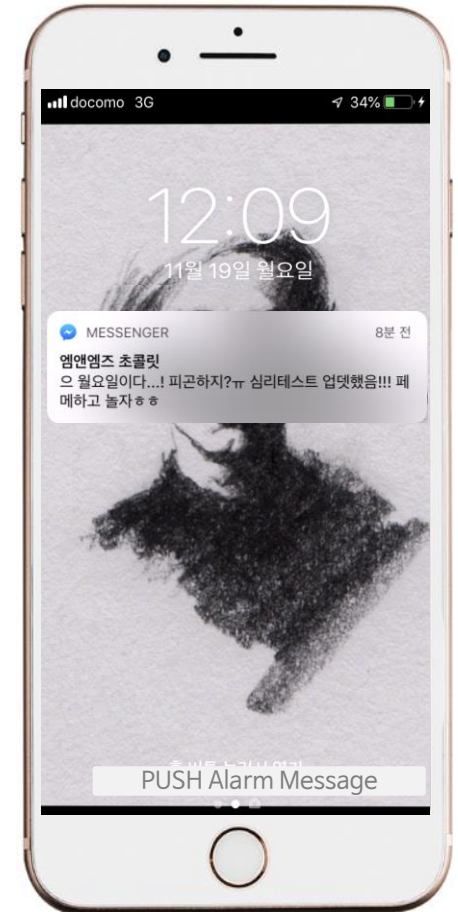 docomo 3G 34%
12:09
11월 19일 월요일
MESSENGER 8분 전
엠앤엠즈 초콜릿
으 월요일이다...! 피곤하지?ㅠ 심리테스트 업뎃했음!!! 페
메하고 놀자ㅎㅎ
PUSH Alarm Message